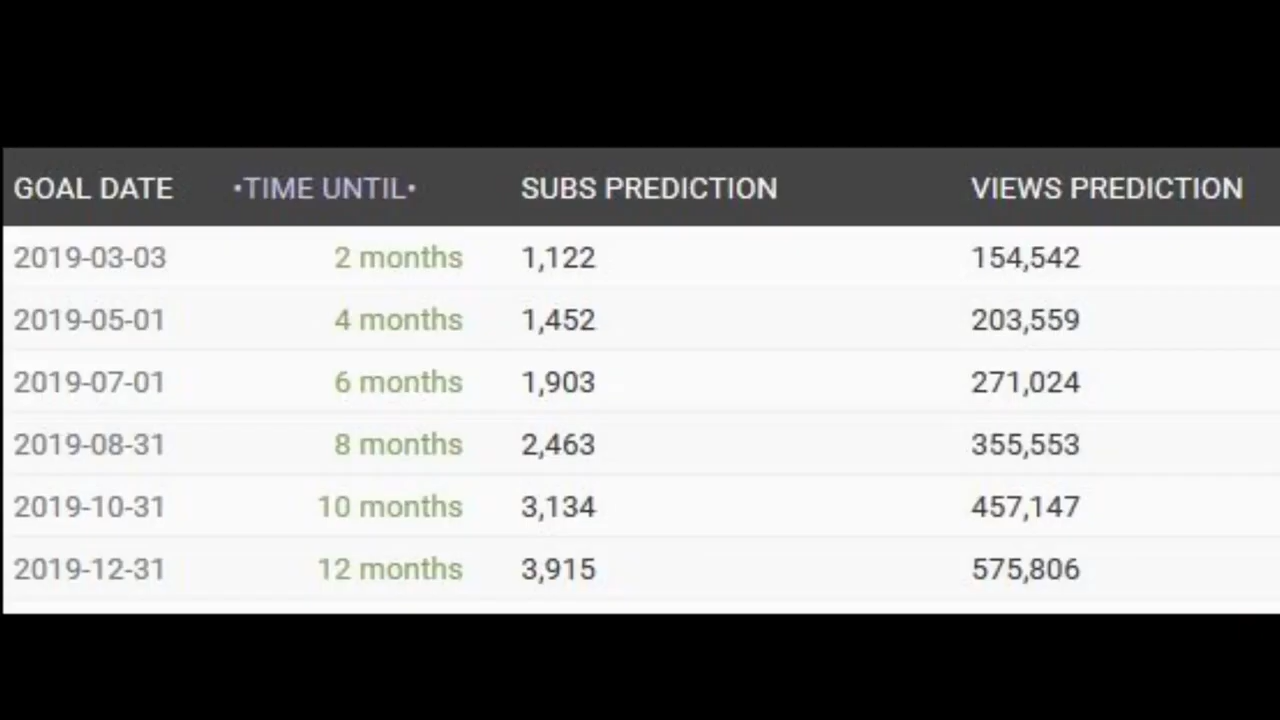 GOAL DATE •TIME UNTIL• SUBS PREDICTION VIEWS PREDICTION
2019-03-03 2 months 1,122 154,542
2019-05-01 4 months 1,452 203,559
2019-07-01 6 months 1,903 271,024
2019-08-31 8 months 2,463 355,553
2019-10-31 10 months 3,134 457,147
2019-12-31 12 months 3,915 575,806